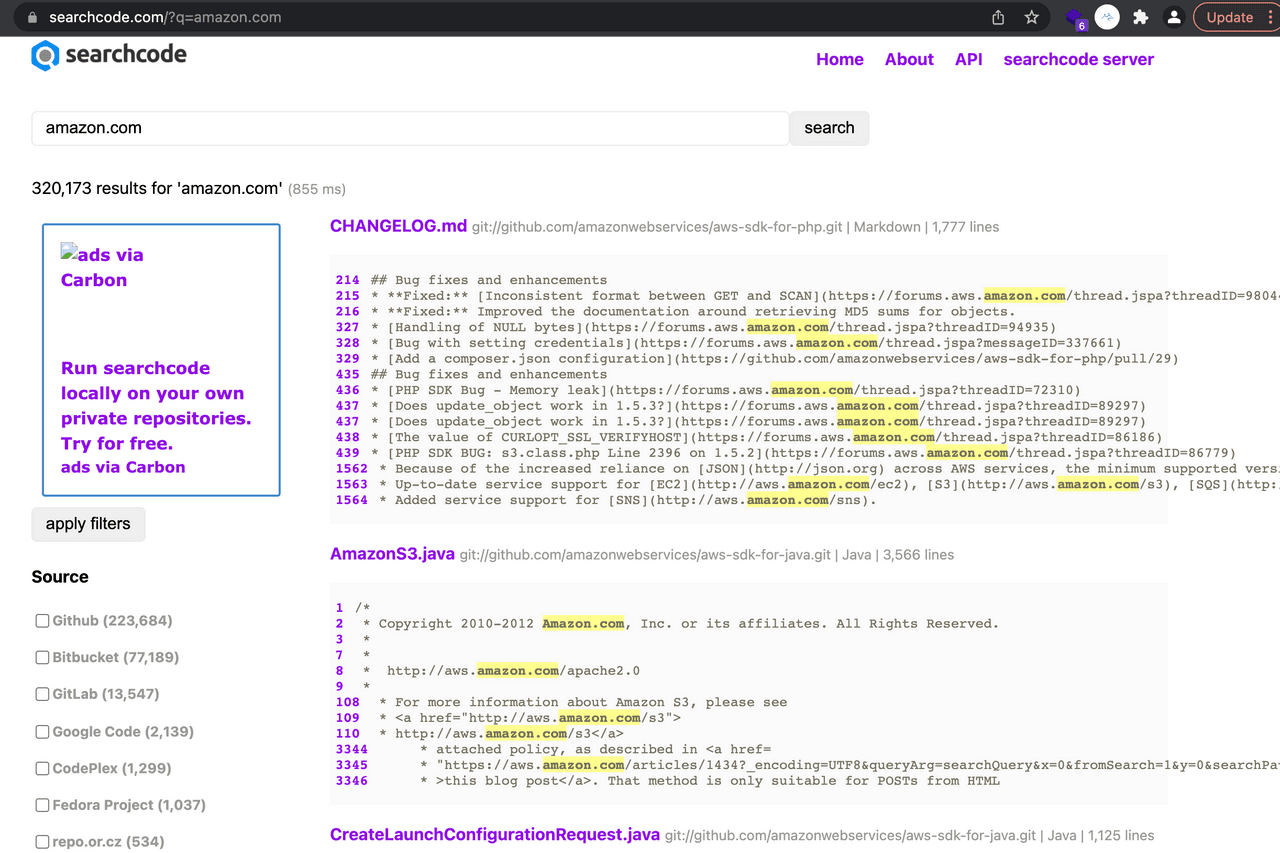 searchcode.com/?q=amazon.com
6
Update
searchcode
Home About API searchcode server
amazon.com
search
320,173 results for 'amazon.com' (855 ms)
ads via
Carbon
Run searchcode
locally on your own
private repositories.
Try for free.
ads via Carbon
apply filters
Source
Github (223,684)
Bitbucket (77,189)
GitLab (13,547)
Google Code (2,139)
CodePlex (1,299)
Fedora Project (1,037)
repo.or.cz (534)
CHANGELOG.md git://github.com/amazonwebservices/aws-sdk-for-php.git | Markdown | 1,777 lines
214 ## Bug fixes and enhancements
215 * **Fixed:** [Inconsistent format between GET and SCAN](https://forums.aws.amazon.com/thread.jspa?threadID=9804
216 * **Fixed:** Improved the documentation around retrieving MD5 sums for objects.
327 * [Handling of NULL bytes](https://forums.aws.amazon.com/thread.jspa?threadID=94935)
328 * [Bug with setting credentials](https://forums.aws.amazon.com/thread.jspa?messageID=337661)
329 * [Add a composer.json configuration](https://github.com/amazonwebservices/aws-sdk-for-php/pull/29)
435 ## Bug fixes and enhancements
436 * [PHP SDK Bug - Memory leak](https://forums.aws.amazon.com/thread.jspa?threadID=72310)
437 * [Does update_object work in 1.5.3?](https://forums.aws.amazon.com/thread.jspa?threadID=89297)
437 * [Does update_object work in 1.5.3?](https://forums.aws.amazon.com/thread.jspa?threadID=89297)
438 * [The value of CURLOPT_SSL_VERIFYHOST](https://forums.aws.amazon.com/thread.jspa?threadID=86186)
439 * [PHP SDK BUG: s3.class.php Line 2396 on 1.5.2](https://forums.aws.amazon.com/thread.jspa?threadID=86779)
1562 * Because of the increased reliance on [JSON](http://json.org) across AWS services, the minimum supported versi
1563 * Up-to-date service support for [EC2](http://aws.amazon.com/ec2), [S3](http://aws.amazon.com/s3), [SQS](http:/
1564 * Added service support for [SNS](http://aws.amazon.com/sns).
AmazonS3.java git://github.com/amazonwebservices/aws-sdk-for-java.git | Java | 3,566 lines
1 /*
2 * Copyright 2010-2012 Amazon.com, Inc. or its affiliates. All Rights Reserved.
3 *
7 *
8 * http://aws.amazon.com/apache2.0
9 *
108 * For more information about Amazon S3, please see
109 * <a href="http://aws.amazon.com/s3">
110 * http://aws.amazon.com/s3</a>
3344 * attached policy, as described in <a href=
3345 * "https://aws.amazon.com/articles/1434?_encoding=UTF8&queryArg=searchQuery&x=0&fromSearch=1&y=0&searchPa
3346 * >this blog post</a>. That method is only suitable for POSTs from HTML
CreateLaunchConfigurationRequest.java git://github.com/amazonwebservices/aws-sdk-for-java.git | Java | 1,125 lines